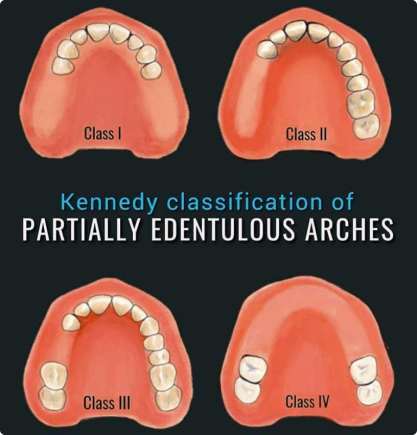 Class I
Class II
Kennedy classification of
PARTIALLY EDENTULOUS ARCHES
Class III
Class IV